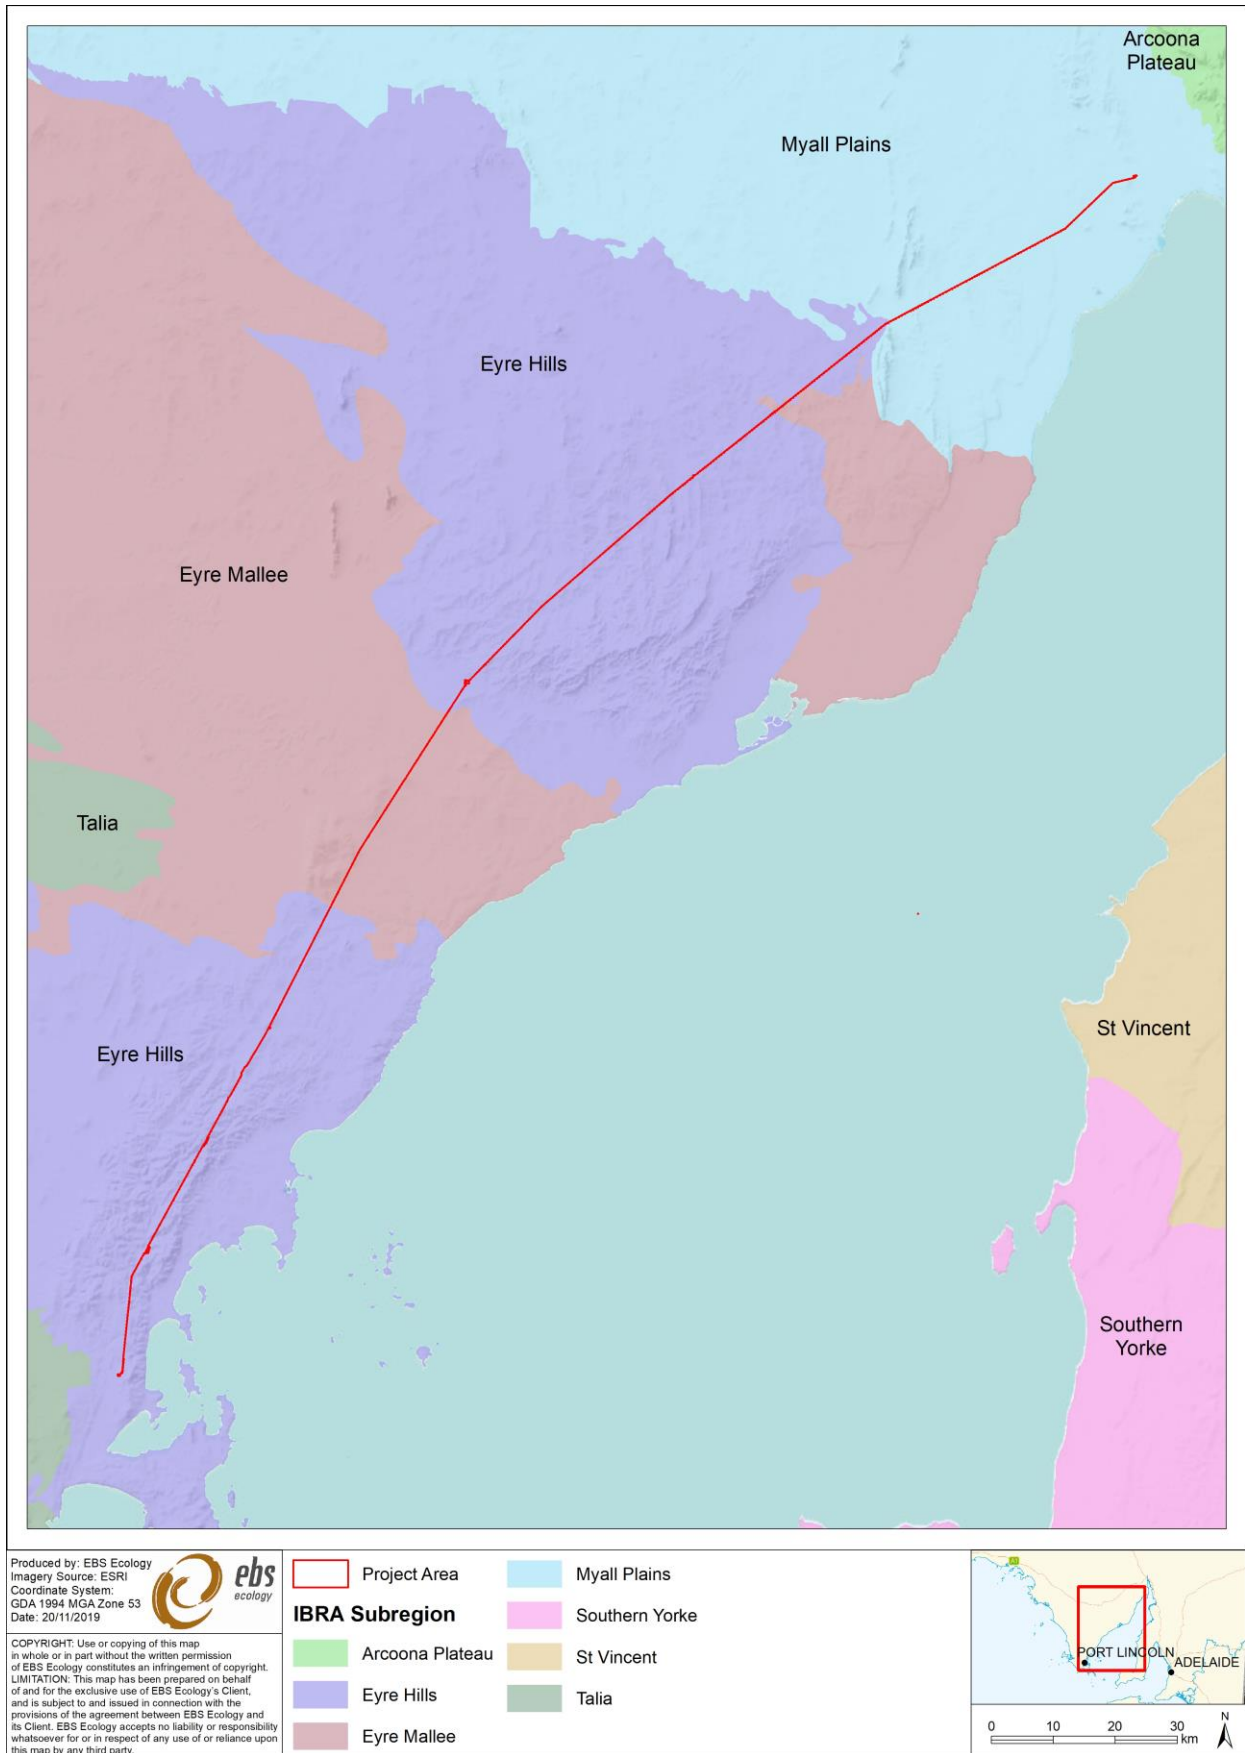 Arcoona
Plateau
Myall Plains
Eyre Hills
Eyre Mallee
Talia
Eyre Hills
St Vincent
Southern
Yorke
Produced by: EBS Ecology
Imagery Source: ESRI
Coordinate System:
GDA 1994 MGA Zone 53
Date: 20/11/2019
ebs
ecology
COPYRIGHT: Use or copying of this map
in whole or in part without the written permission
of EBS Ecology constitutes an infringement of copyright.
LIMITATION: This map has been prepared on behalf
of and for the exclusive use of EBS Ecology's Client,
and is subject to and issued in connection with the
provisions of the agreement between EBS Ecology and
its Client. EBS Ecology accepts no liability or responsibility
whatsoever for or in respect of any use of or reliance upon
this map by any third party.
Project Area
IBRA Subregion
Arcoona Plateau
Eyre Hills
Eyre Mallee
Myall Plains
Southern Yorke
St Vincent
Talia
A1
PORT LINCOLN
ADELAIDE
0 10 20 30
km
N